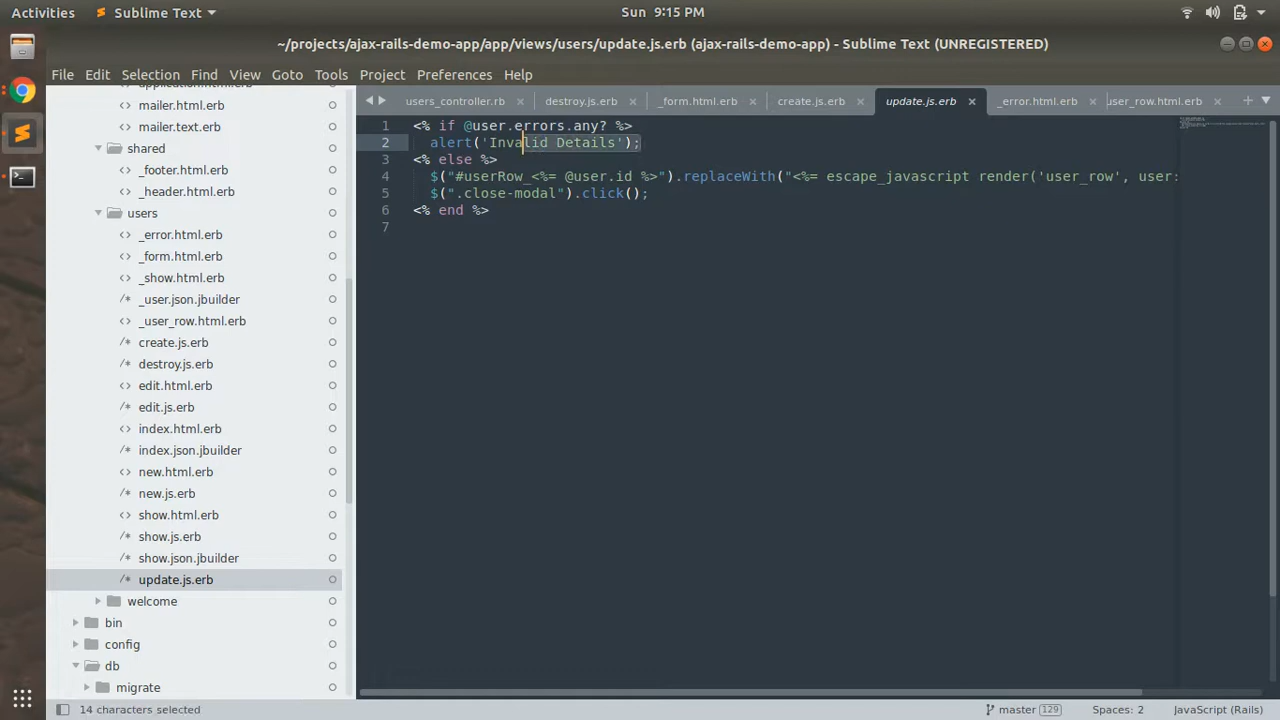 Activities
Sublime Text
Sun 9:15 PM
~/projects/ajax-rails-demo-app/app/views/users/update.js.erb (ajax-rails-demo-app) - Sublime Text (UNREGISTERED)
File Edit Selection Find View Goto Tools Project Preferences Help
users_controller.rb × destroy.js.erb × _form.html.erb × create.js.erb × update.js.erb × _error.html.erb × user_row.html.erb ×
application.html.erb
mailer.html.erb
mailer.text.erb
shared
_footer.html.erb
_header.html.erb
users
_error.html.erb
_form.html.erb
_show.html.erb
_user.json.jbuilder
_user_row.html.erb
create.js.erb
destroy.js.erb
edit.html.erb
edit.js.erb
index.html.erb
index.json.jbuilder
new.html.erb
new.js.erb
show.html.erb
show.js.erb
show.json.jbuilder
update.js.erb
welcome
bin
config
db
migrate
1 <% if @user.errors.any? %>
2 alert('Invalid Details');
3 <% else %>
4 $("#userRow_<%= @user.id %>").replaceWith("<%= escape_javascript render('user_row', user:
5 $(".close-modal").click();
6 <% end %>
7
14 characters selected
master 129
Spaces: 2
JavaScript (Rails)